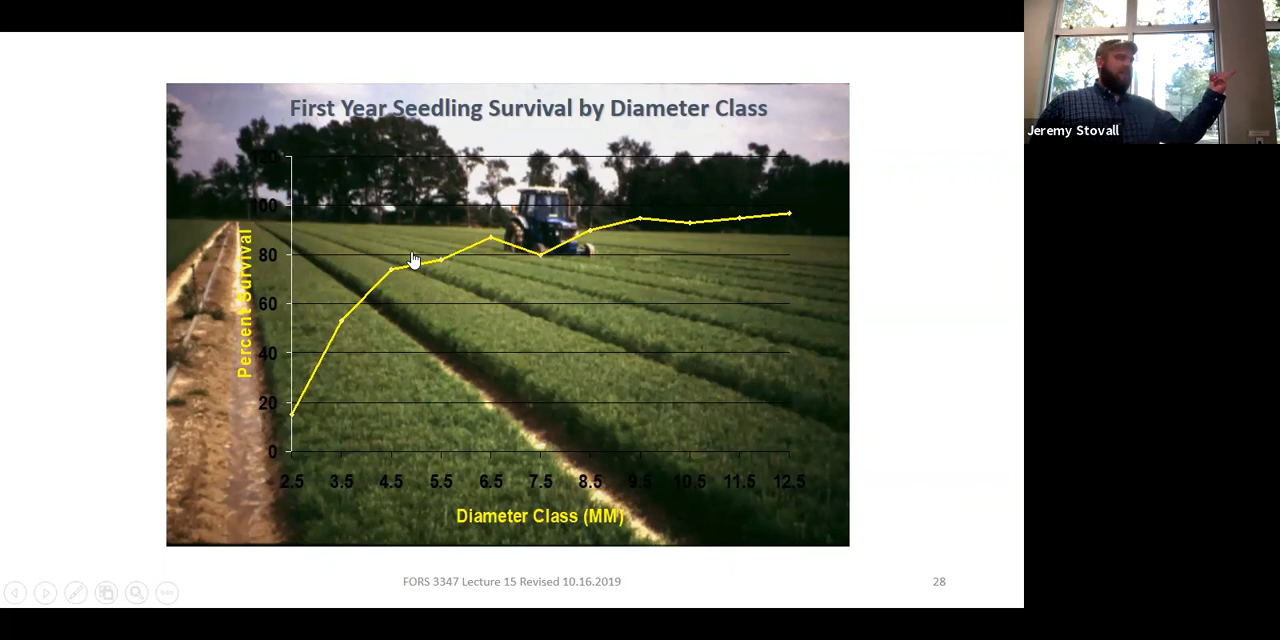 First Year Seedling Survival by Diameter Class
120
100
80
60
40
20
0
Percent Survival
2.5 3.5 4.5 5.5 6.5 7.5 8.5 9.5 10.5 11.5 12.5
Diameter Class (MM)
FORS 3347 Lecture 15 Revised 10.16.2019
28
Jeremy Stovall